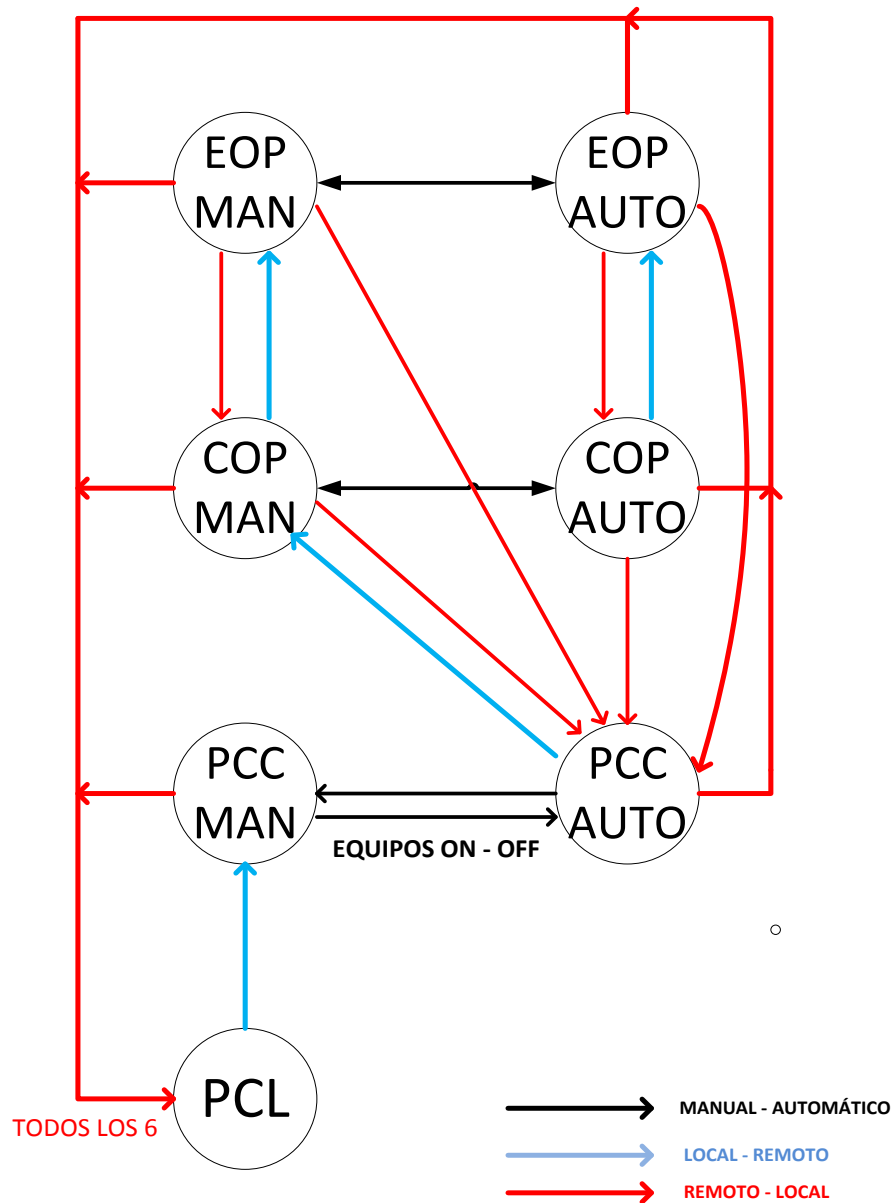 EOP
MAN
EOP
AUTO
COP
MAN
COP
AUTO
PCC
MAN
PCC
AUTO
EQUIPOS ON - OFF
PCL
TODOS LOS 6
MANUAL - AUTOMÁTICO
LOCAL - REMOTO
REMOTO - LOCAL